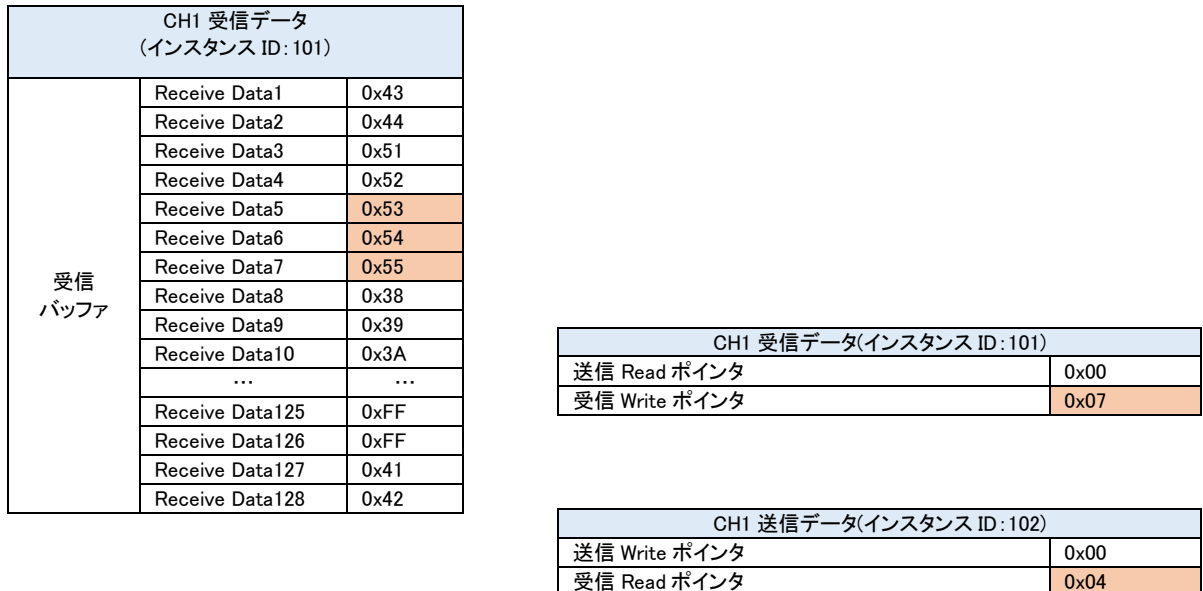 CH1 受信データ
(インスタンス ID：101)
受信
バッファ
Receive Data1 0x43
Receive Data2 0x44
Receive Data3 0x51
Receive Data4 0x52
Receive Data5 0x53
Receive Data6 0x54
Receive Data7 0x55
Receive Data8 0x38
Receive Data9 0x39
Receive Data10 0x3A
… …
Receive Data125 0xFF
Receive Data126 0xFF
Receive Data127 0x41
Receive Data128 0x42
CH1 受信データ(インスタンス ID：101)
送信 Read ポインタ 0x00
受信 Write ポインタ 0x07
CH1 送信データ(インスタンス ID：102)
送信 Write ポインタ 0x00
受信 Read ポインタ 0x04